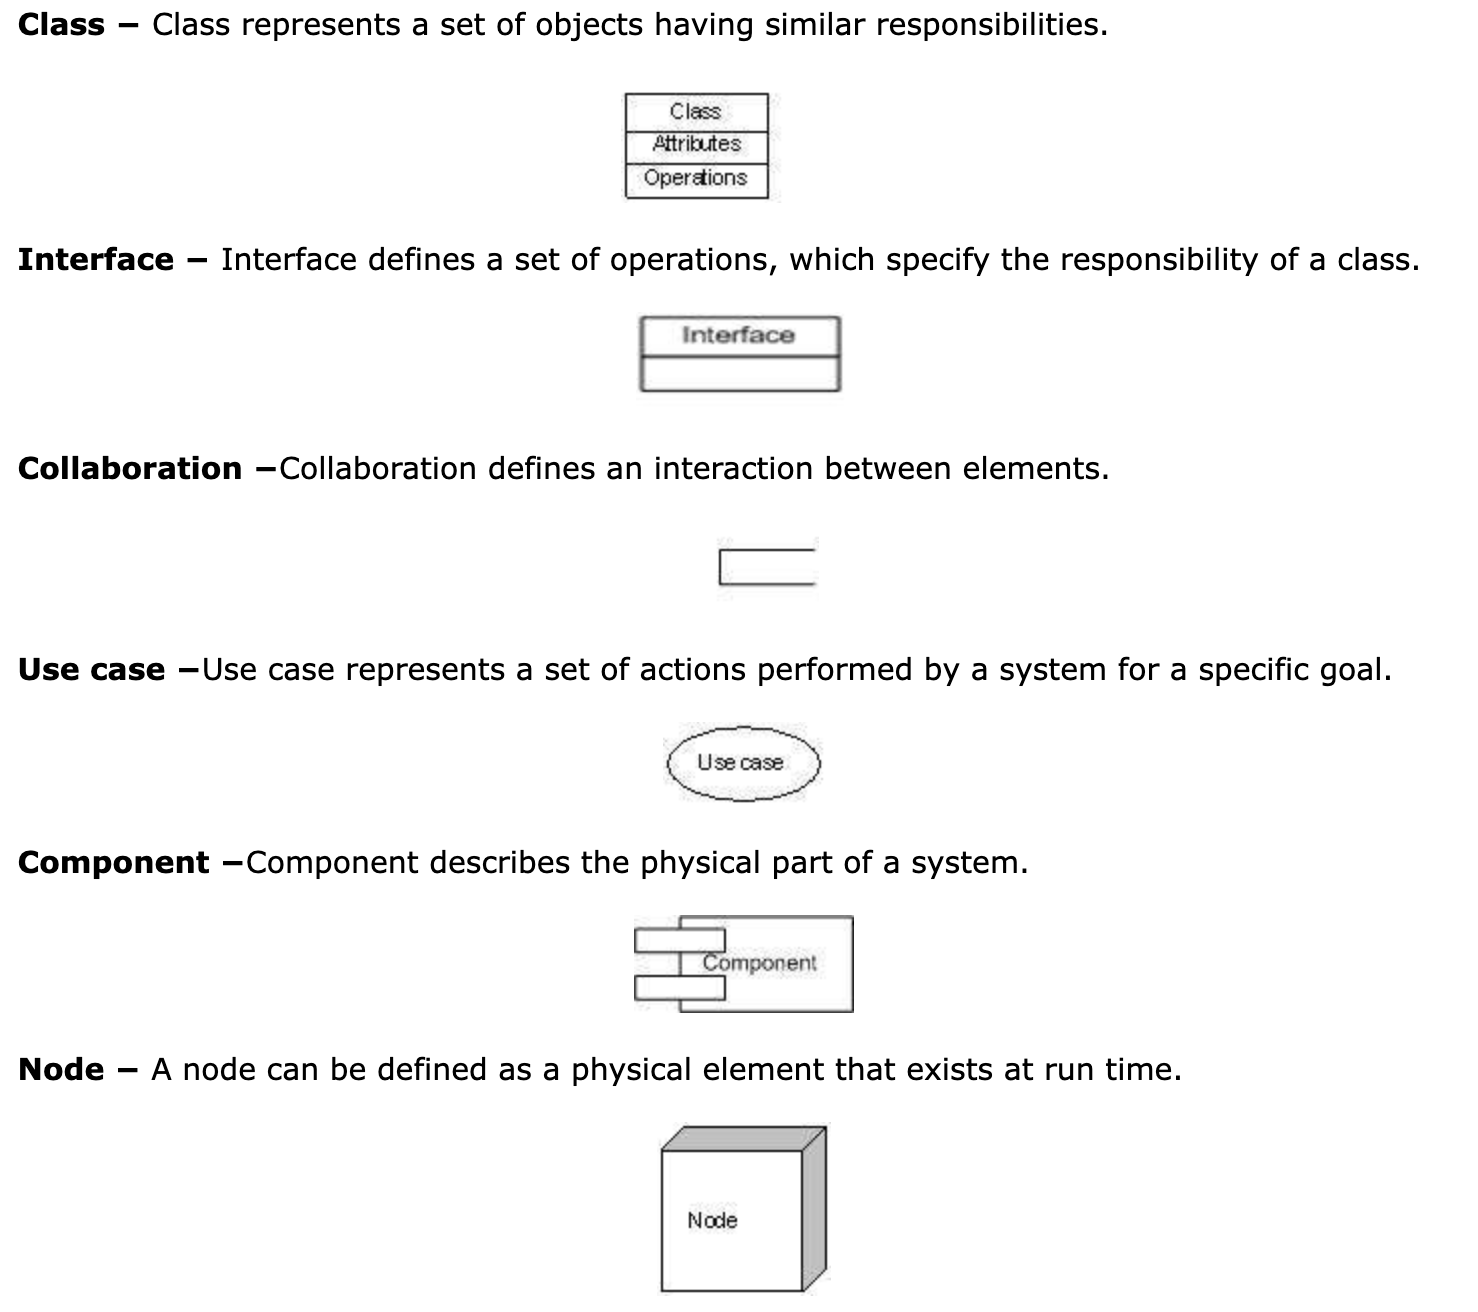 Class – Class represents a set of objects having similar responsibilities.
Class
Attributes
Operations
Interface – Interface defines a set of operations, which specify the responsibility of a class.
Interface
Collaboration –Collaboration defines an interaction between elements.
Use case –Use case represents a set of actions performed by a system for a specific goal.
Use case
Component –Component describes the physical part of a system.
Component
Node – A node can be defined as a physical element that exists at run time.
Node